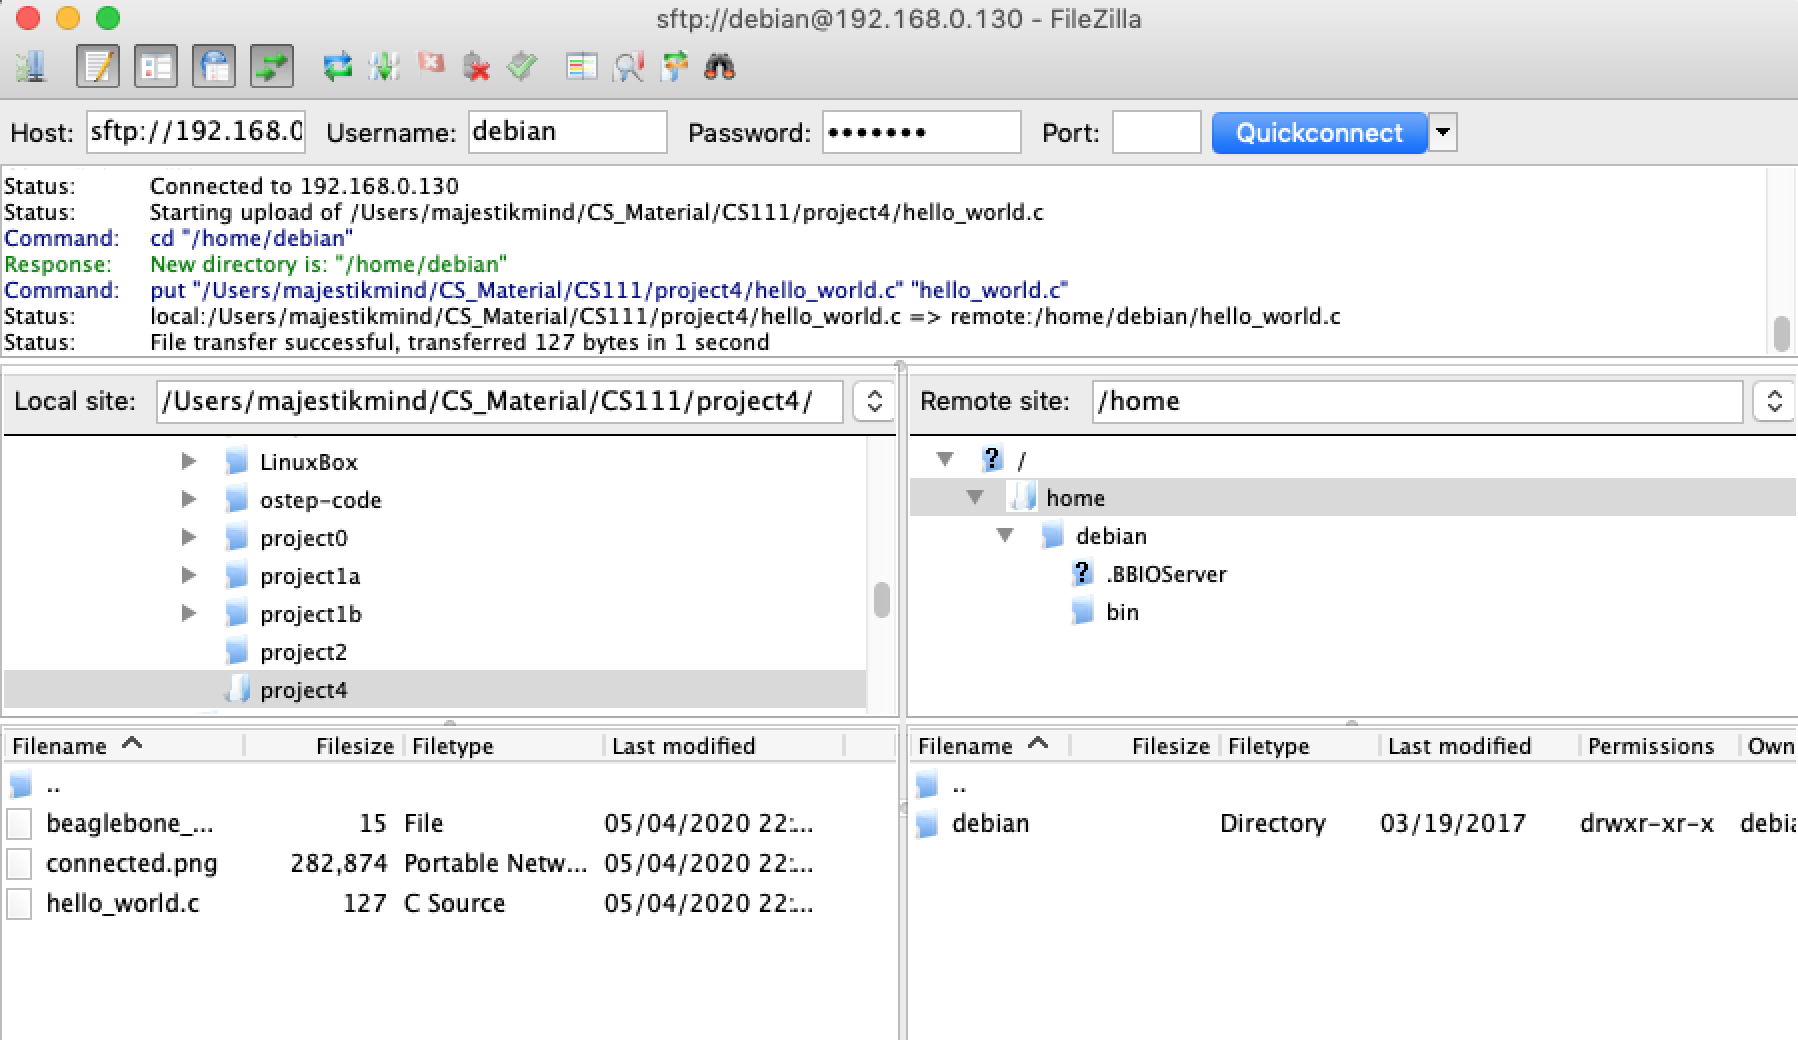 sftp://debian@192.168.0.130 - FileZilla
Host: sftp://192.168.0 Username: debian Password: ••••••• Port: Quickconnect
Status: Connected to 192.168.0.130
Status: Starting upload of /Users/majestikmind/CS_Material/CS111/project4/hello_world.c
Command: cd "/home/debian"
Response: New directory is: "/home/debian"
Command: put "/Users/majestikmind/CS_Material/CS111/project4/hello_world.c" "hello_world.c"
Status: local:/Users/majestikmind/CS_Material/CS111/project4/hello_world.c => remote:/home/debian/hello_world.c
Status: File transfer successful, transferred 127 bytes in 1 second
Local site: /Users/majestikmind/CS_Material/CS111/project4/
LinuxBox
ostep-code
project0
project1a
project1b
project2
project4
Filename Filesize Filetype Last modified
..
beaglebone_... 15 File 05/04/2020 22:...
connected.png 282,874 Portable Netw... 05/04/2020 22:...
hello_world.c 127 C Source 05/04/2020 22:...
Remote site: /home
? /
home
debian
? .BBIOServer
bin
Filename Filesize Filetype Last modified Permissions Own
..
debian Directory 03/19/2017 drwxr-xr-x debia